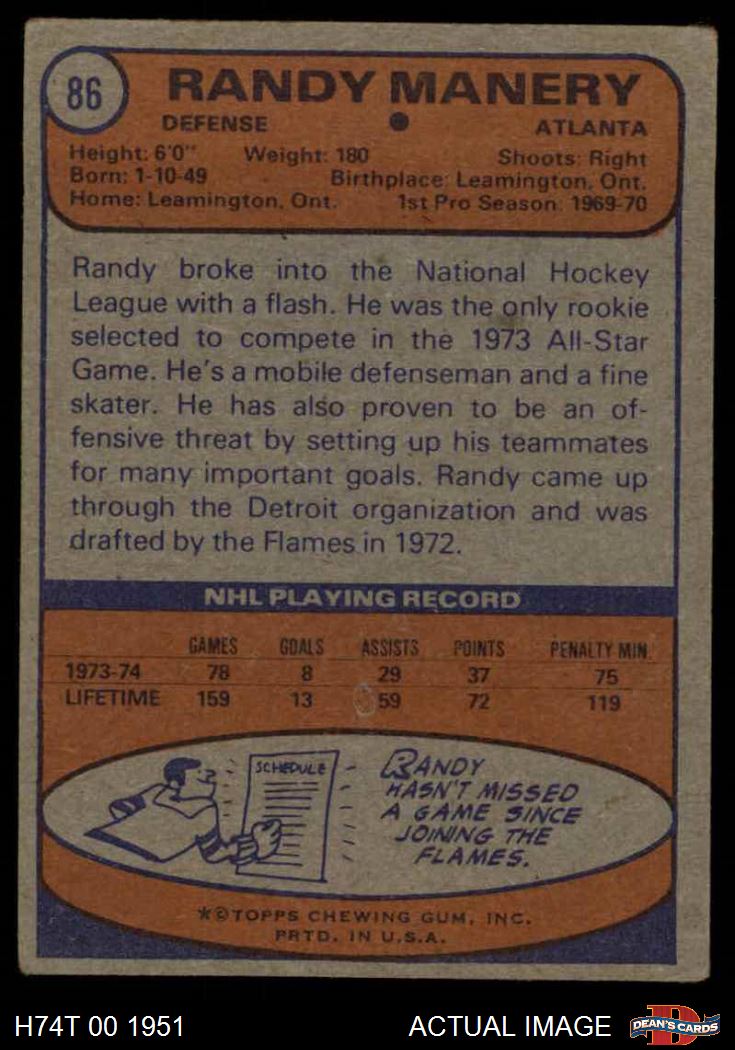 86
RANDY MANERY
DEFENSE ● ATLANTA
Height: 6'0" Weight: 180 Shoots: Right
Born: 1-10-49 Birthplace: Leamington, Ont.
Home: Leamington, Ont. 1st Pro Season: 1969-70
Randy broke into the National Hockey
League with a flash. He was the only rookie
selected to compete in the 1973 All-Star
Game. He's a mobile defenseman and a fine
skater. He has also proven to be an of-
fensive threat by setting up his teammates
for many important goals. Randy came up
through the Detroit organization and was
drafted by the Flames in 1972.
NHL PLAYING RECORD
GAMES GOALS ASSISTS POINTS PENALTY MIN.
1973-74 78 8 29 37 75
LIFETIME 159 13 59 72 119
SCHEDULE
RANDY
HASN'T MISSED
A GAME SINCE
JOINING THE
FLAMES.
*©TOPPS CHEWING GUM, INC.
PRTD. IN U.S.A.
H74T 00 1951 ACTUAL IMAGE
D
DEAN'S CARDS